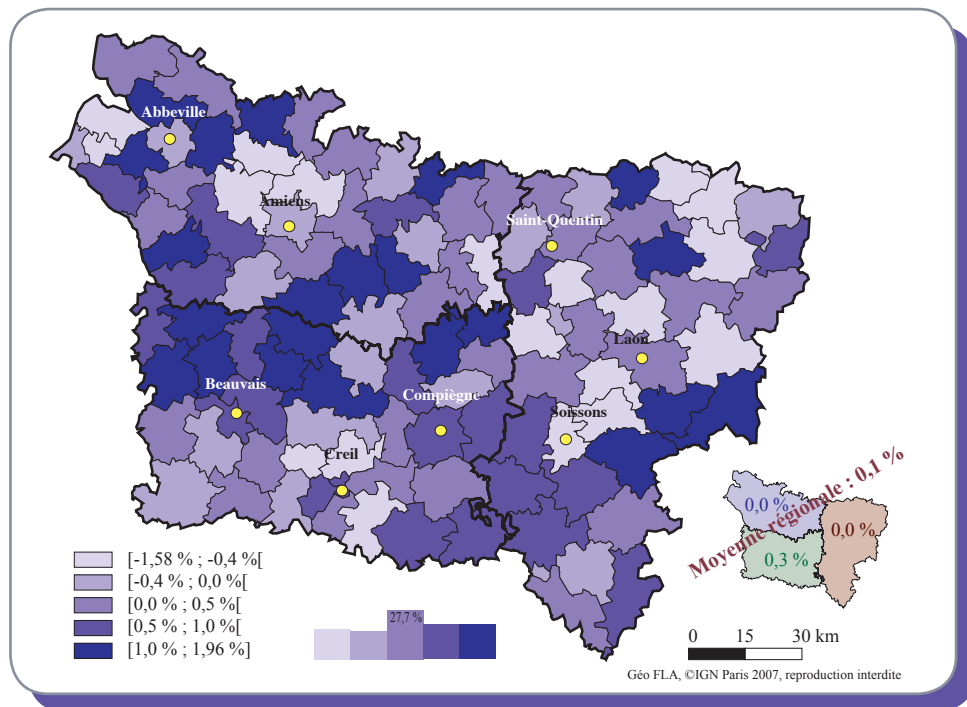 Abbeville
Amiens
Saint-Quentin
Laon
Beauvais
Compiègne
Soissons
Creil
Moyenne régionale : 0,1 %
0,0 %
0,0 %
0,3 %
[-1,58 % ; -0,4 %[
[-0,4 % ; 0,0 %[
[0,0 % ; 0,5 %[
[0,5 % ; 1,0 %[
[1,0 % ; 1,96 %]
27,7 %
0 15 30 km
Géo FLA, ©IGN Paris 2007, reproduction interdite